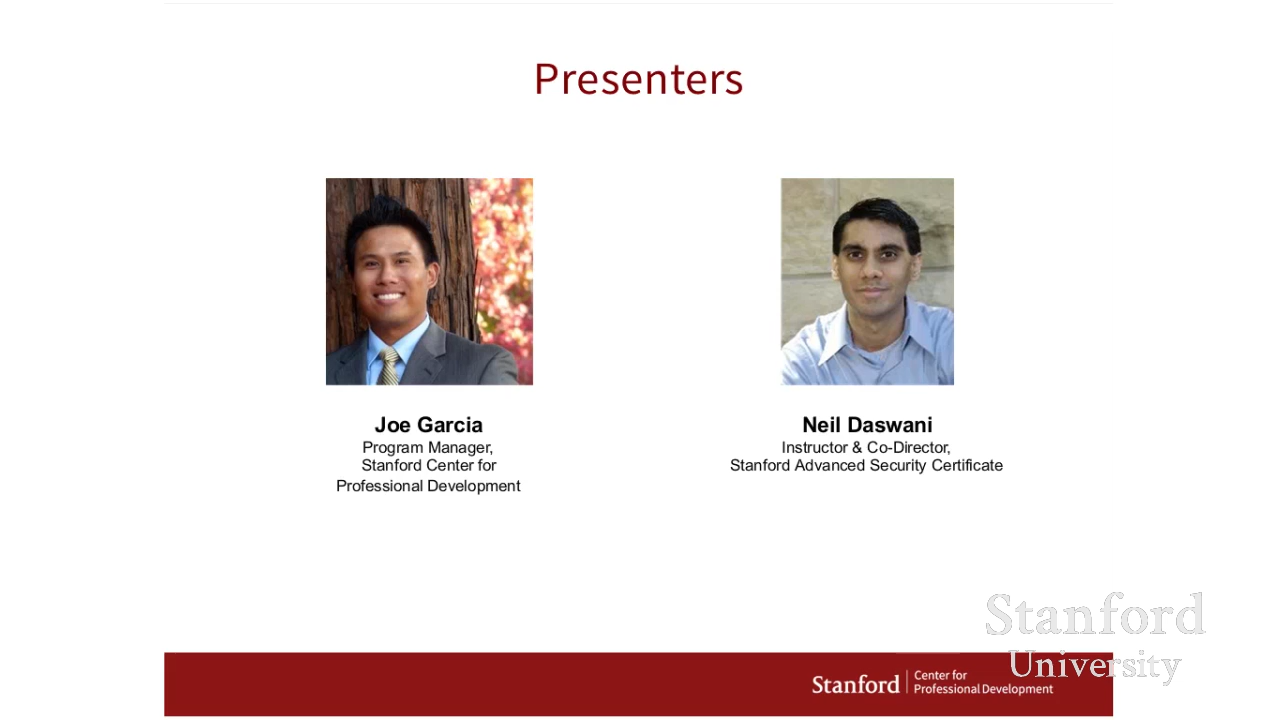 Presenters
Joe Garcia
Program Manager,
Stanford Center for
Professional Development
Neil Daswani
Instructor & Co-Director,
Stanford Advanced Security Certificate
Stanford
University
Stanford
Center for
Professional Development